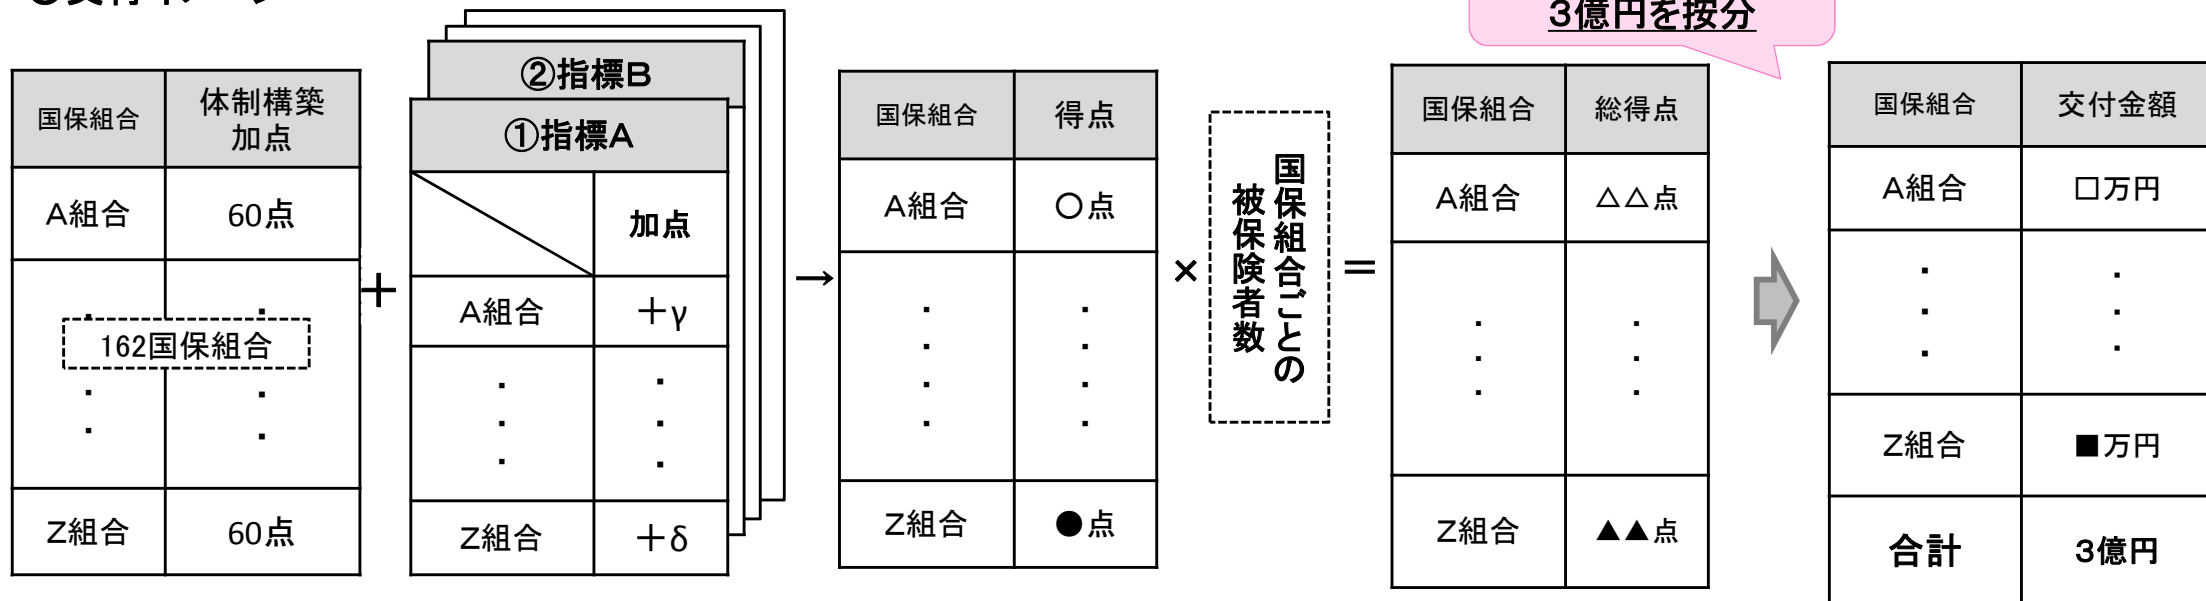 3億円を按分
国保組合
体制構築
加点
A組合
60点
162国保組合
Z組合
60点
＋
②指標B
①指標A
加点
A組合
＋γ
Z組合
＋δ
→
国保組合
得点
A組合
○点
Z組合
●点
×
国保組合ごとの
被保険者数
＝
国保組合
総得点
A組合
△△点
Z組合
▲▲点
国保組合
交付金額
A組合
□万円
Z組合
■万円
合計
3億円